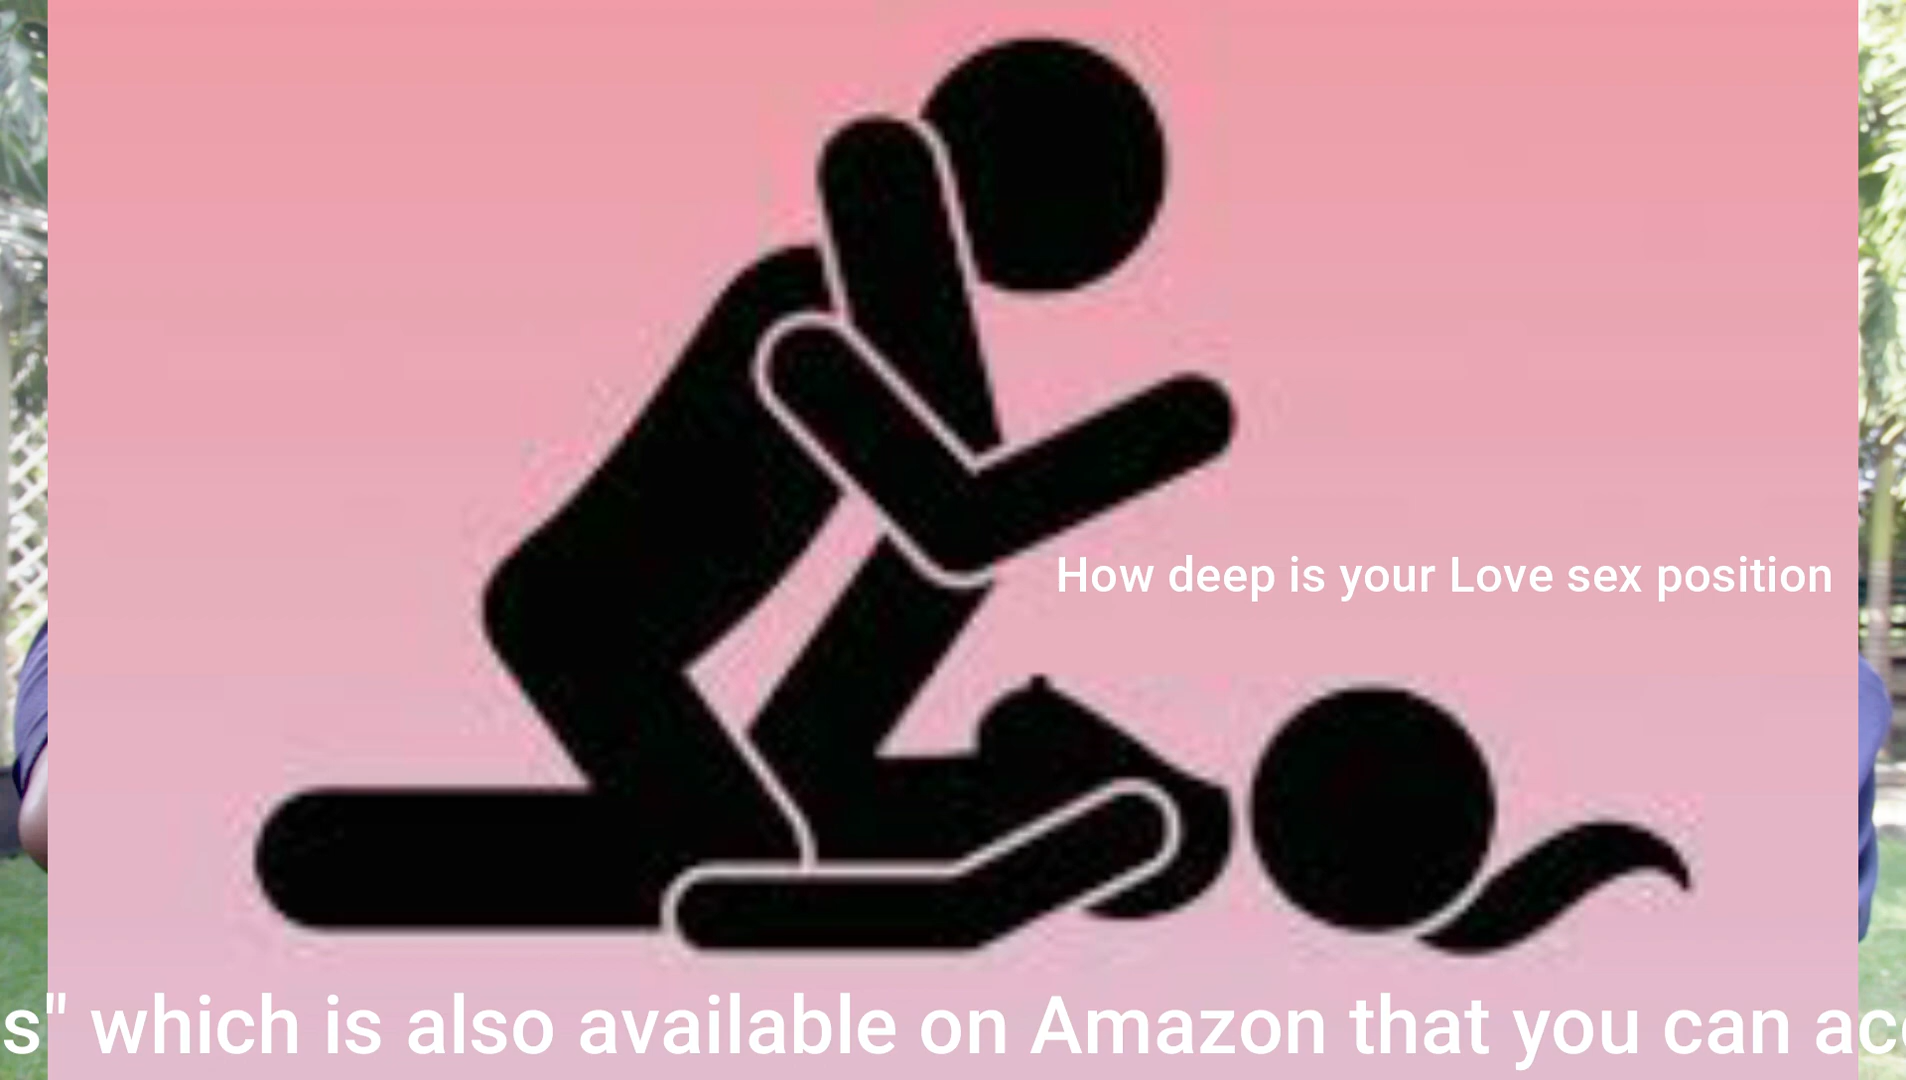 How deep is your Love sex position
s" which is also available on Amazon that you can